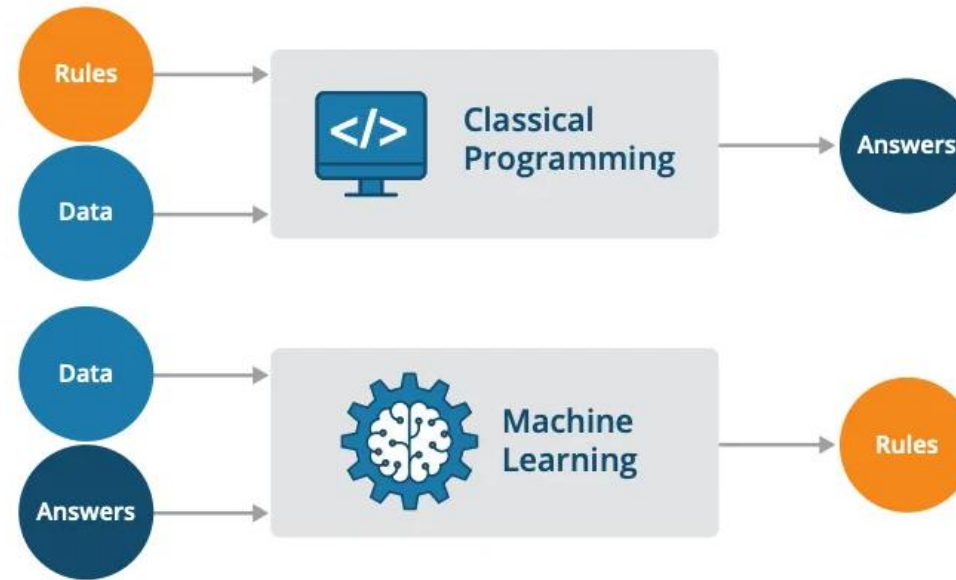 Rules
Data
</>
Classical
Programming
Answers
Data
Answers
Machine
Learning
Rules